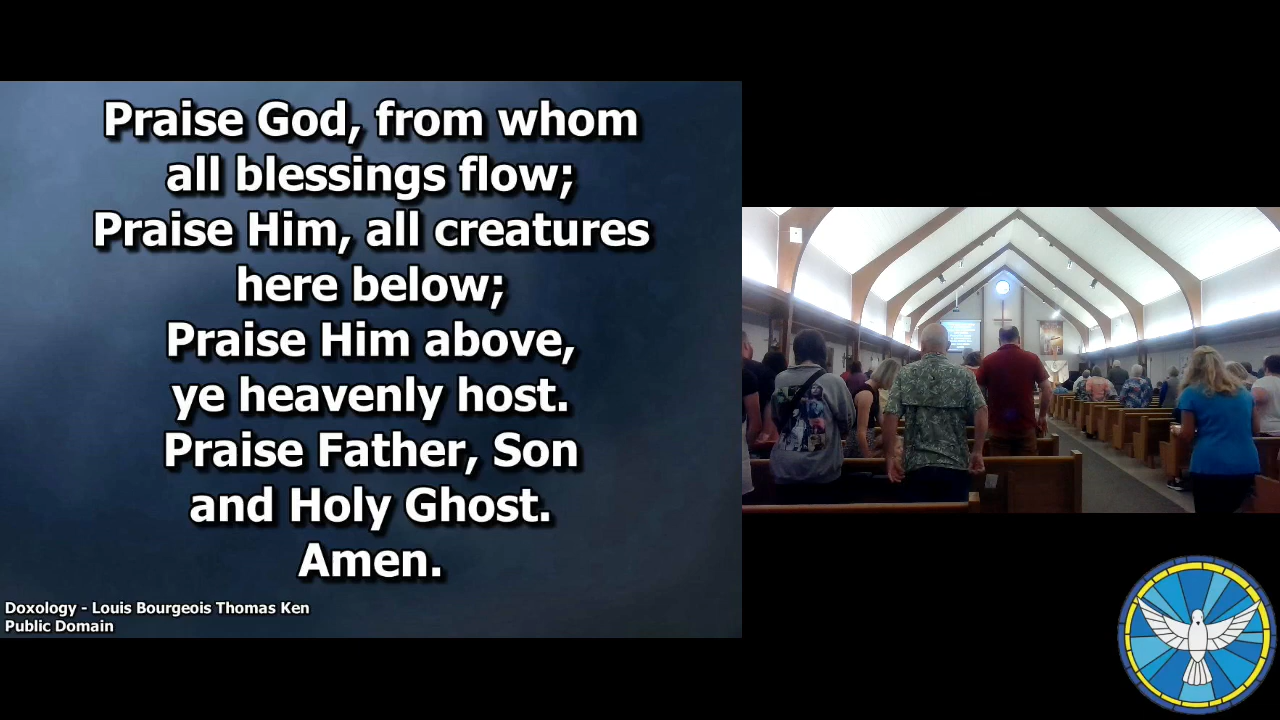 Praise God, from whom
all blessings flow;
Praise Him, all creatures
here below;
Praise Him above,
ye heavenly host.
Praise Father, Son
and Holy Ghost.
Amen.
Doxology - Louis Bourgeois Thomas Ken
Public Domain